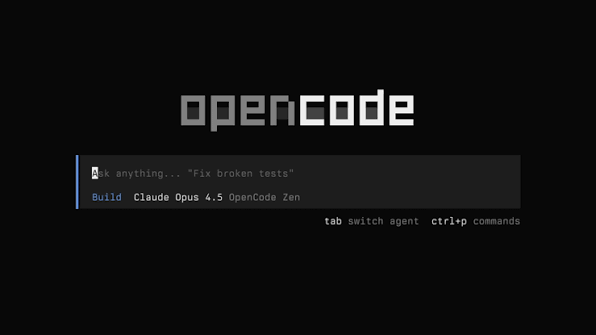 opencode
Ask anything... "Fix broken tests"
Build Claude Opus 4.5 OpenCode Zen
tab switch agent ctrl+p commands